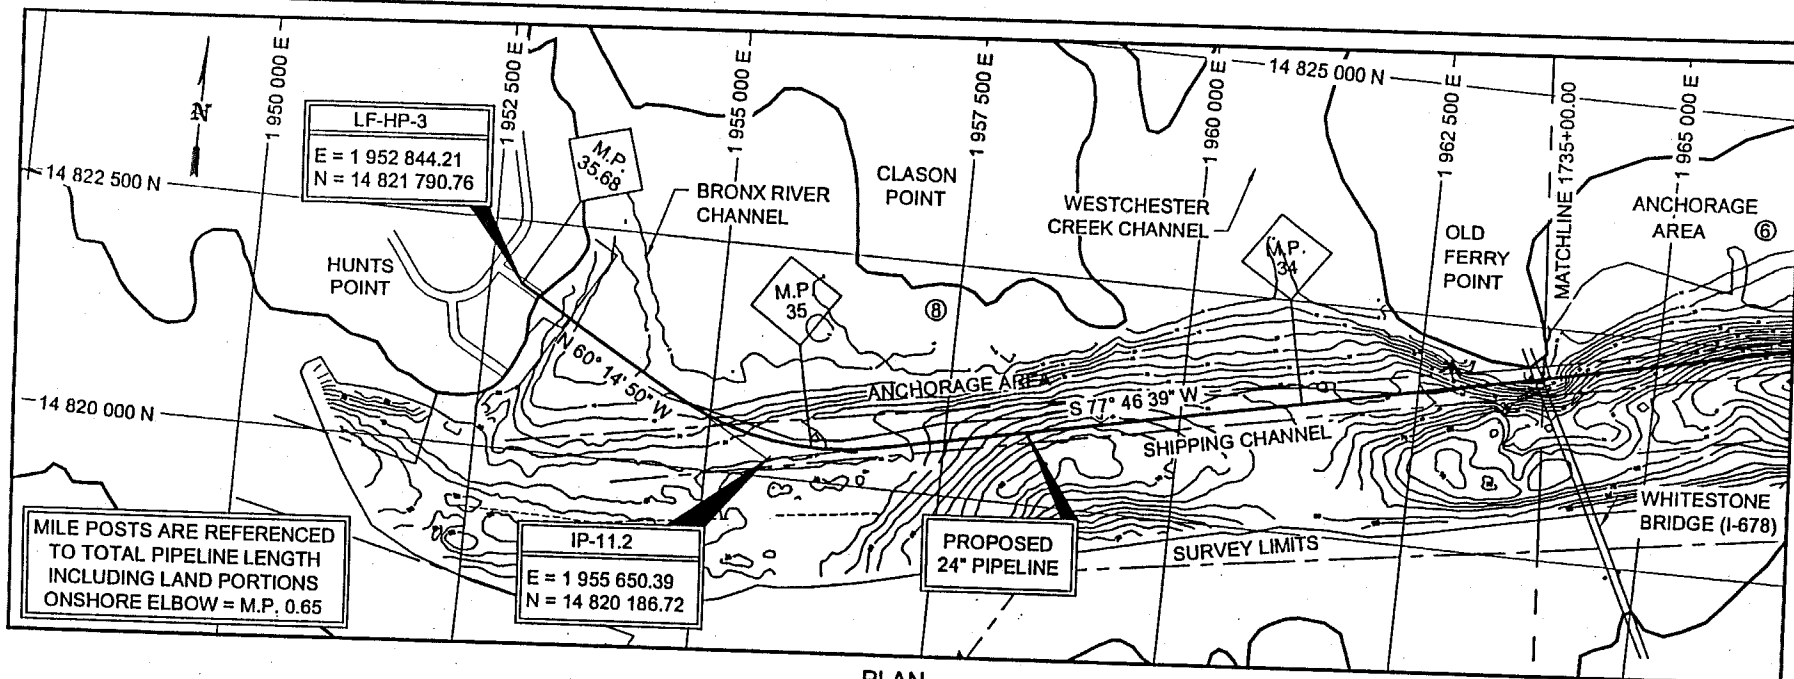 1 950 000 E
1 952 500 E
1 955 000 E
1 957 500 E
1 960 000 E
14 825 000 N
1 962 500 E
MATCHLINE 1735+00.00
1 965 000 E
N
LF-HP-3
E = 1 952 844.21
N = 14 821 790.76
14 822 500 N
M.P.
35.68
BRONX RIVER
CHANNEL
CLASON
POINT
WESTCHESTER
CREEK CHANNEL
M.P.
34
OLD
FERRY
POINT
ANCHORAGE
AREA
6
HUNTS
POINT
M.P.
35
8
N 60° 14' 50" W
ANCHORAGE AREA
S 77° 46 39" W
SHIPPING CHANNEL
14 820 000 N
MILE POSTS ARE REFERENCED
TO TOTAL PIPELINE LENGTH
INCLUDING LAND PORTIONS
ONSHORE ELBOW = M.P. 0.65
IP-11.2
E = 1 955 650.39
N = 14 820 186.72
PROPOSED
24" PIPELINE
SURVEY LIMITS
WHITESTONE
BRIDGE (I-678)
PLAN